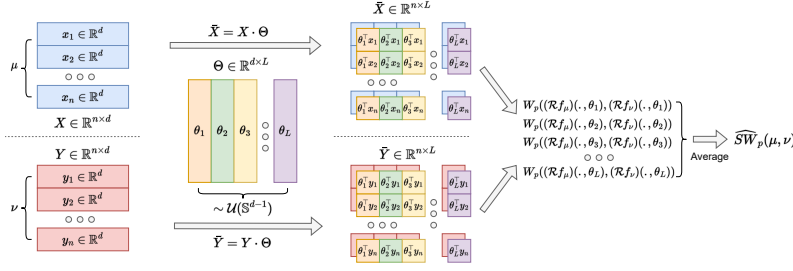 μ
x₁ ∈ ℝᵈ
x₂ ∈ ℝᵈ
xₙ ∈ ℝᵈ
X ∈ ℝⁿˣᵈ
X̄ = X · Θ
Θ ∈ ℝᵈˣᴸ
θ₁ θ₂ θ₃ θ_L
∼ 𝒰(𝕊ᵈ⁻¹)
X̄ ∈ ℝⁿˣᴸ
θ₁ᵀx₁ θ₂ᵀx₁ θ₃ᵀx₁ θ_Lᵀx₁
θ₁ᵀx₂ θ₂ᵀx₂ θ₃ᵀx₂ θ_Lᵀx₂
θ₁ᵀxₙ θ₂ᵀxₙ θ₃ᵀxₙ θ_Lᵀxₙ
Y ∈ ℝⁿˣᵈ
ν
y₁ ∈ ℝᵈ
y₂ ∈ ℝᵈ
yₙ ∈ ℝᵈ
Ȳ = Y · Θ
Ȳ ∈ ℝⁿˣᴸ
θ₁ᵀy₁ θ₂ᵀy₁ θ₃ᵀy₁ θ_Lᵀy₁
θ₁ᵀy₂ θ₂ᵀy₂ θ₃ᵀy₂ θ_Lᵀy₂
θ₁ᵀyₙ θ₂ᵀyₙ θ₃ᵀyₙ θ_Lᵀyₙ
W_p((ℛf_μ)(., θ₁), (ℛf_ν)(., θ₁))
W_p((ℛf_μ)(., θ₂), (ℛf_ν)(., θ₂))
W_p((ℛf_μ)(., θ₃), (ℛf_ν)(., θ₃))
W_p((ℛf_μ)(., θ_L), (ℛf_ν)(., θ_L))
Average
\widehat{SW}_p(μ, ν)